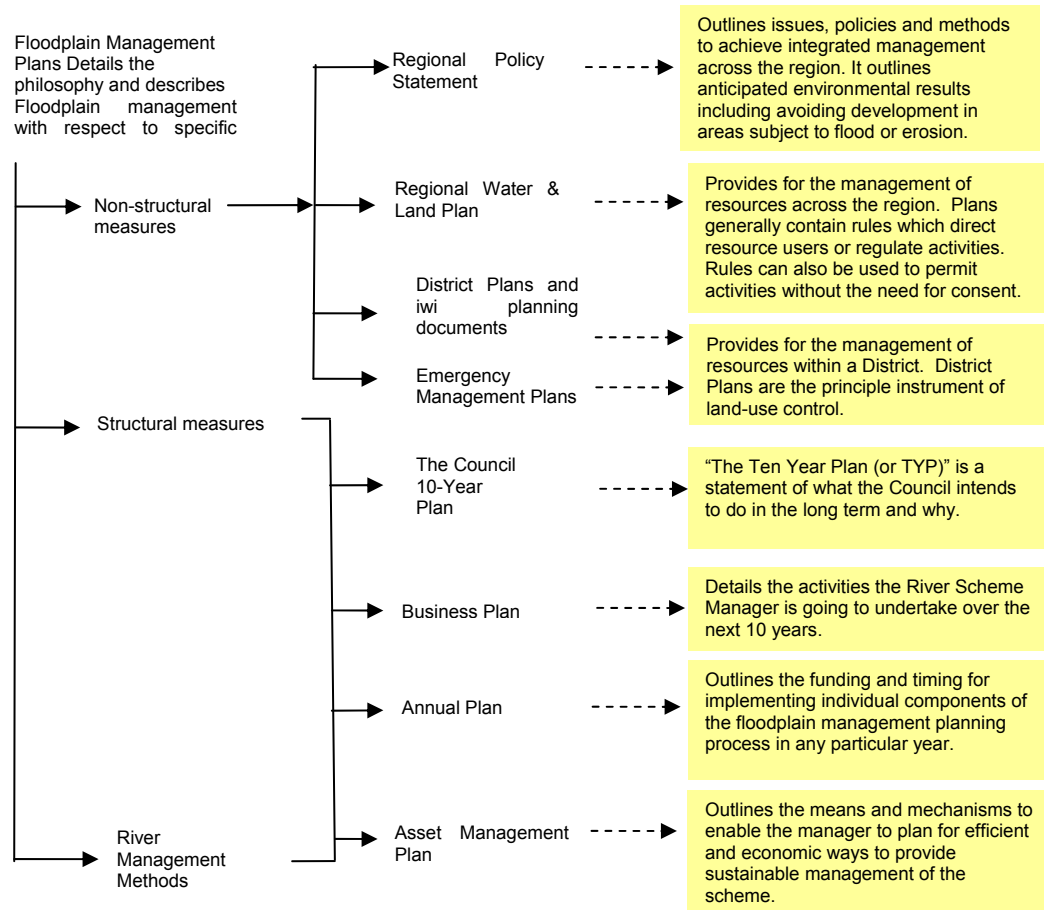 Floodplain Management
Plans Details the
philosophy and describes
Floodplain management
with respect to specific
Regional Policy
Statement
Outlines issues, policies and methods
to achieve integrated management
across the region. It outlines
anticipated environmental results
including avoiding development in
areas subject to flood or erosion.
Non-structural
measures
Regional Water &
Land Plan
Provides for the management of
resources across the region. Plans
generally contain rules which direct
resource users or regulate activities.
Rules can also be used to permit
activities without the need for consent.
District Plans and
iwi planning
documents
Emergency
Management Plans
Provides for the management of
resources within a District. District
Plans are the principle instrument of
land-use control.
Structural measures
The Council
10-Year
Plan
“The Ten Year Plan (or TYP)” is a
statement of what the Council intends
to do in the long term and why.
Business Plan
Details the activities the River Scheme
Manager is going to undertake over the
next 10 years.
Annual Plan
Outlines the funding and timing for
implementing individual components of
the floodplain management planning
process in any particular year.
River
Management
Methods
Asset Management
Plan
Outlines the means and mechanisms to
enable the manager to plan for efficient
and economic ways to provide
sustainable management of the
scheme.